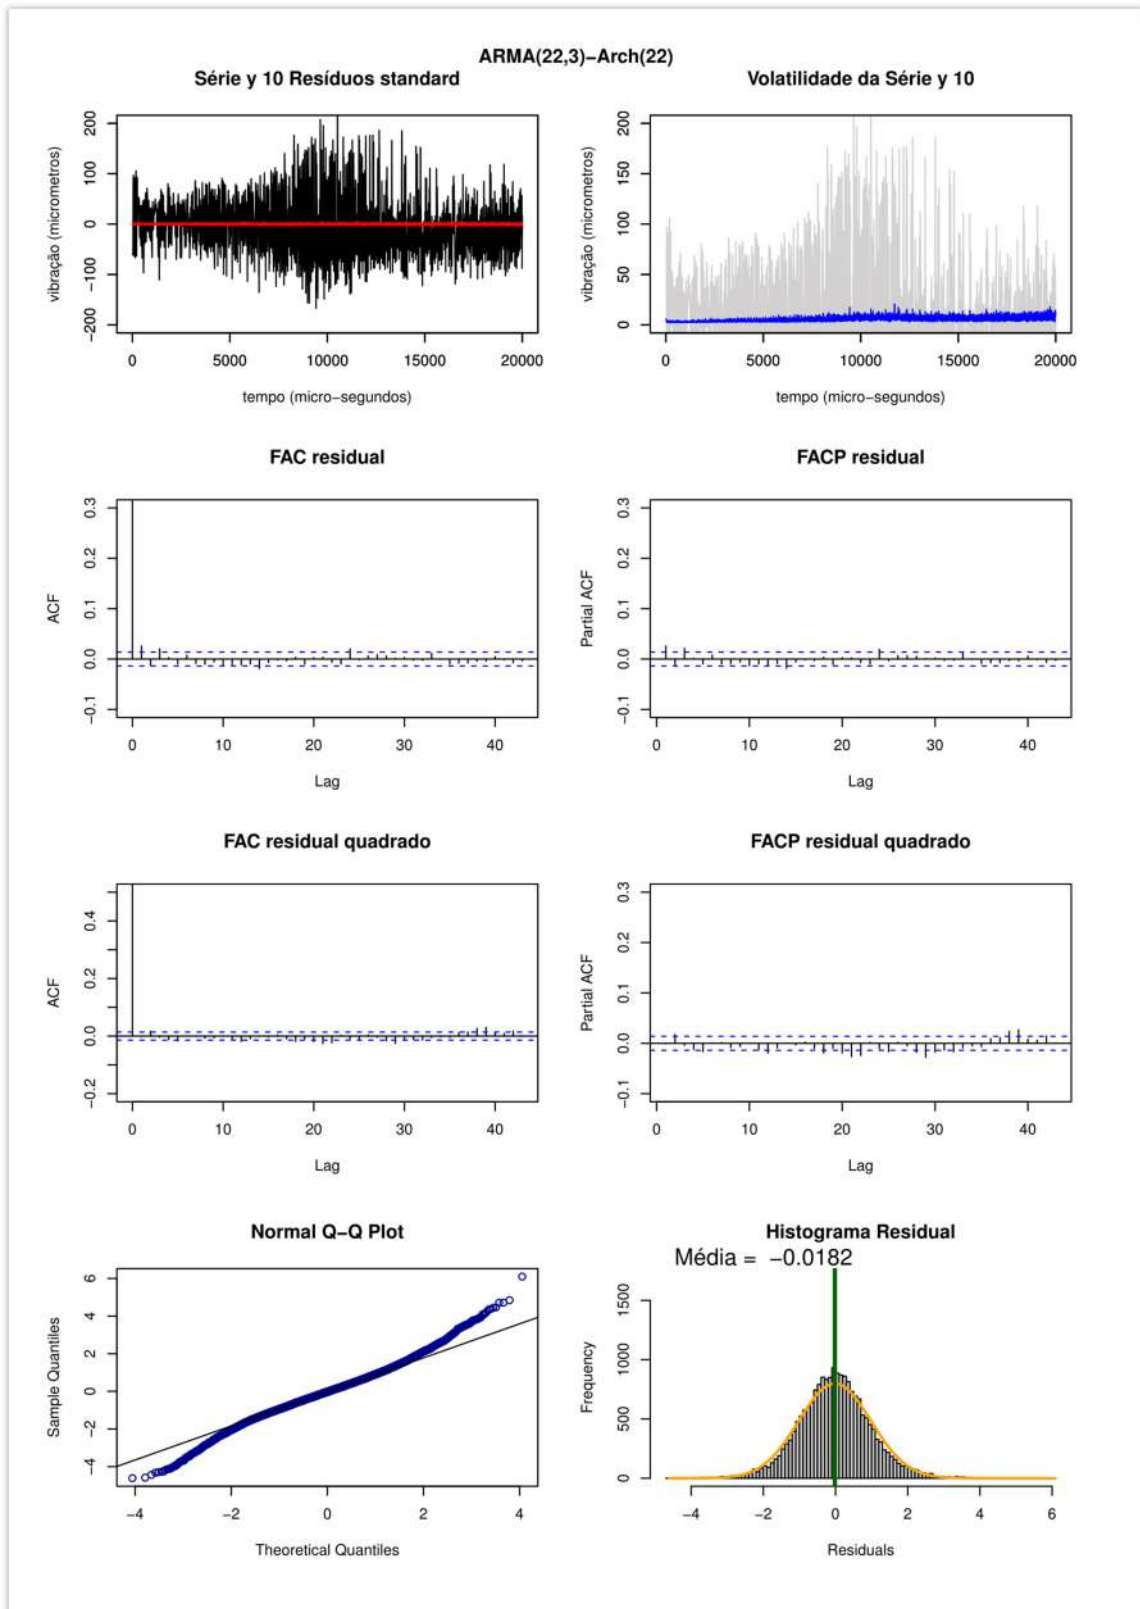 ARMA(22,3)−Arch(22)
Série y 10 Resíduos standard
vibração (micrometros)
200
100
0
−100
−200
0 5000 10000 15000 20000
tempo (micro−segundos)
Volatilidade da Série y 10
vibração (micrometros)
200
150
100
50
0
0 5000 10000 15000 20000
tempo (micro−segundos)
FAC residual
ACF
0.3
0.2
0.1
0.0
−0.1
0 10 20 30 40
Lag
FACP residual
Partial ACF
0.3
0.2
0.1
0.0
−0.1
0 10 20 30 40
Lag
FAC residual quadrado
ACF
0.4
0.2
0.0
−0.2
0 10 20 30 40
Lag
FACP residual quadrado
Partial ACF
0.3
0.2
0.1
0.0
−0.1
0 10 20 30 40
Lag
Normal Q−Q Plot
Sample Quantiles
6
4
2
0
−2
−4
−4 −2 0 2 4
Theoretical Quantiles
Histograma Residual
Média = −0.0182
Frequency
1500
1000
500
0
−4 −2 0 2 4 6
Residuals